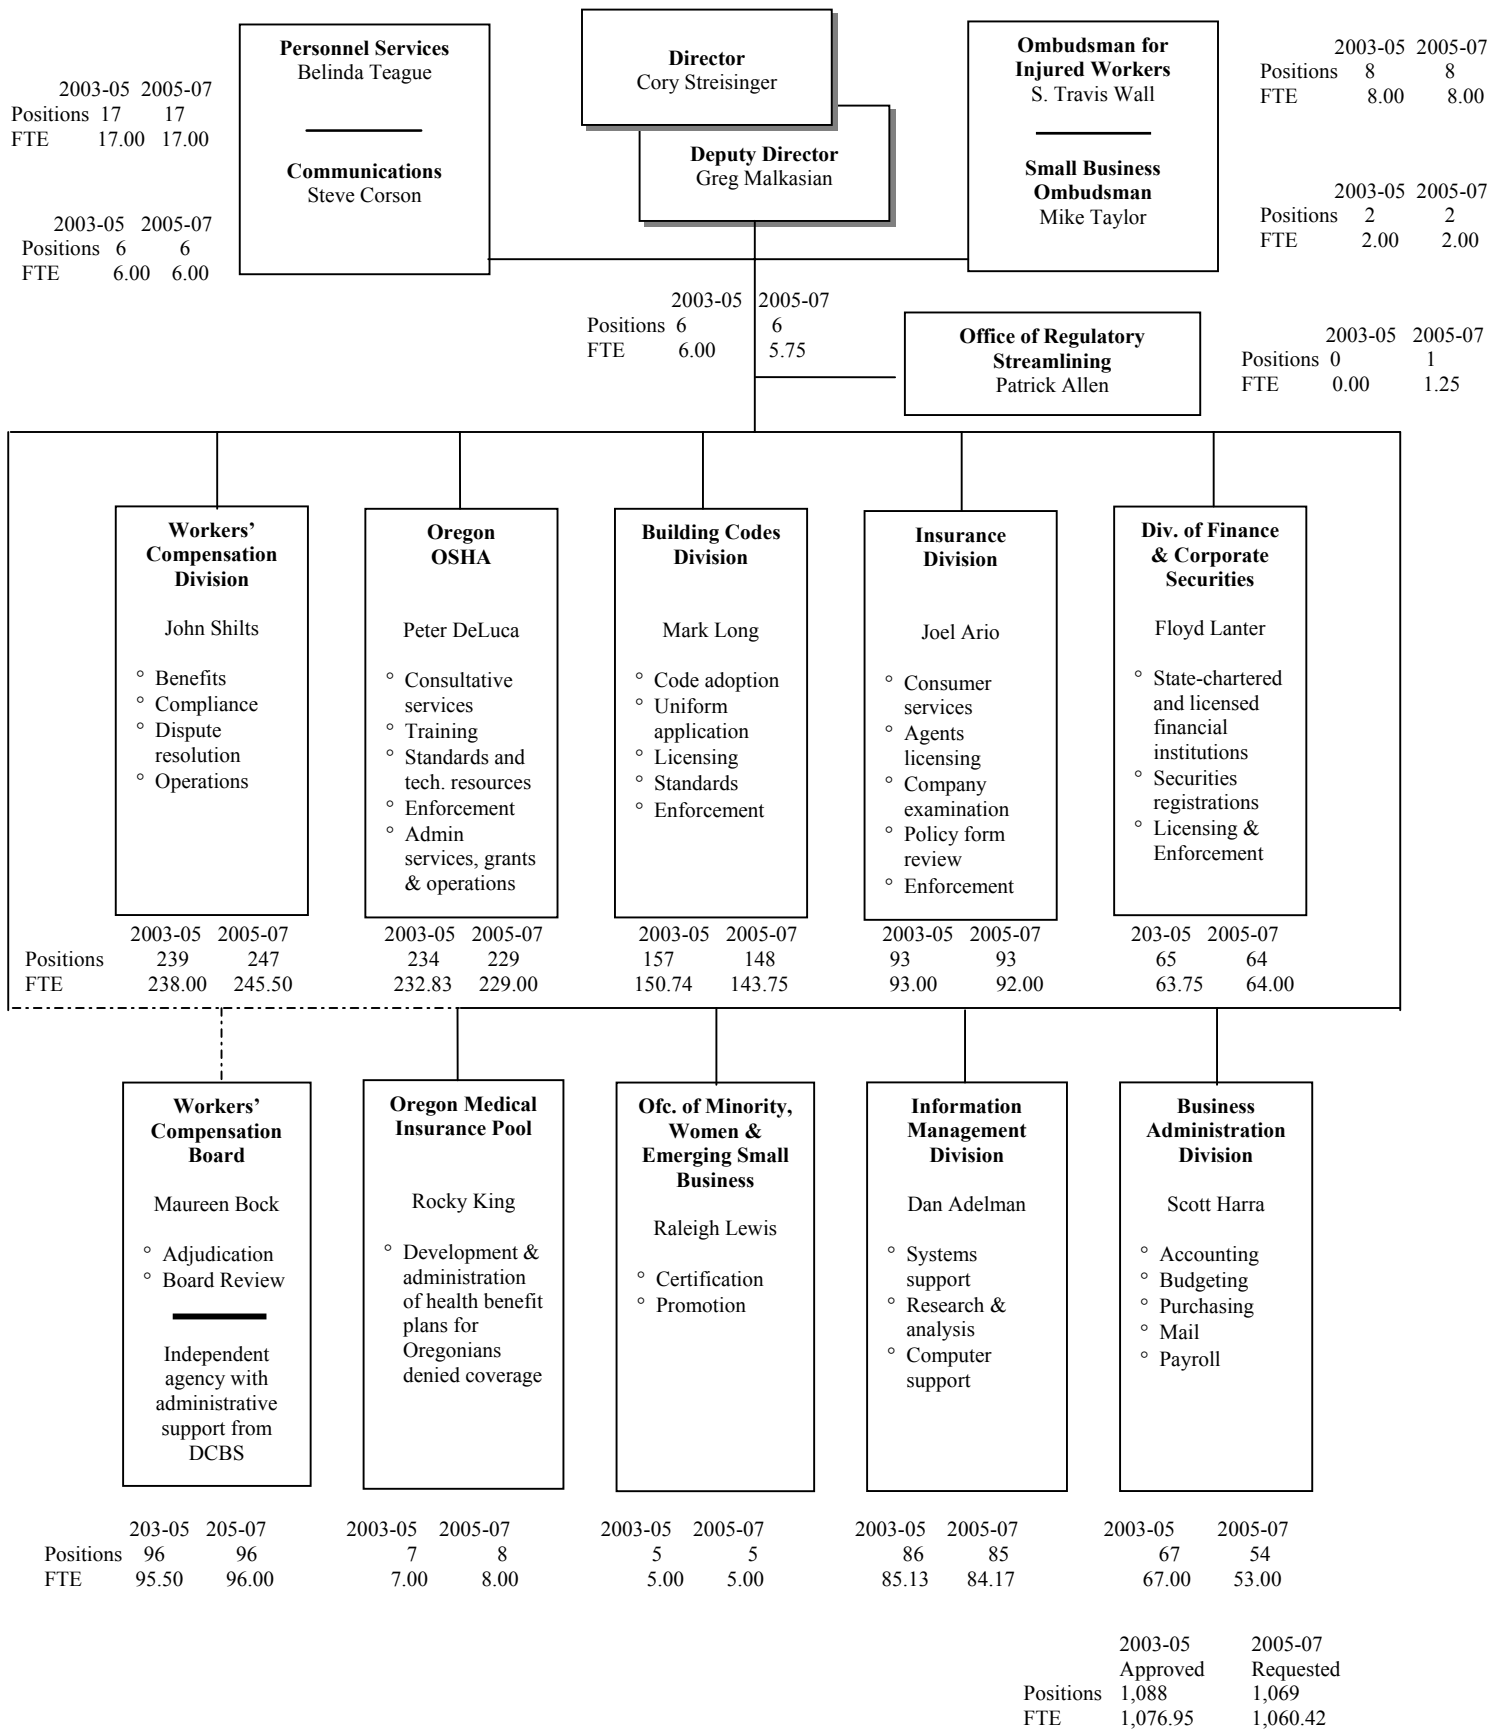 Personnel Services
Belinda Teague
Communications
Steve Corson
2003-05 2005-07
Positions 17 17
FTE 17.00 17.00
2003-05 2005-07
Positions 6 6
FTE 6.00 6.00
Director
Cory Streisinger
Deputy Director
Greg Malkasian
Ombudsman for
Injured Workers
S. Travis Wall
Small Business
Ombudsman
Mike Taylor
2003-05 2005-07
Positions 8 8
FTE 8.00 8.00
2003-05 2005-07
Positions 2 2
FTE 2.00 2.00
2003-05 2005-07
Positions 6 6
FTE 6.00 5.75
Office of Regulatory
Streamlining
Patrick Allen
2003-05 2005-07
Positions 0 1
FTE 0.00 1.25
Workers’
Compensation
Division
John Shilts
° Benefits
° Compliance
° Dispute
resolution
° Operations
2003-05 2005-07
Positions 239 247
FTE 238.00 245.50
Oregon
OSHA
Peter DeLuca
° Consultative
services
° Training
° Standards and
tech. resources
° Enforcement
° Admin
services, grants
& operations
2003-05 2005-07
234 229
232.83 229.00
Building Codes
Division
Mark Long
° Code adoption
° Uniform
application
° Licensing
° Standards
° Enforcement
2003-05 2005-07
157 148
150.74 143.75
Insurance
Division
Joel Ario
° Consumer
services
° Agents
licensing
° Company
examination
° Policy form
review
° Enforcement
2003-05 2005-07
93 93
93.00 92.00
Div. of Finance
& Corporate
Securities
Floyd Lanter
° State-chartered
and licensed
financial
institutions
° Securities
registrations
° Licensing &
Enforcement
203-05 2005-07
65 64
63.75 64.00
Workers’
Compensation
Board
Maureen Bock
° Adjudication
° Board Review
Independent
agency with
administrative
support from
DCBS
203-05 205-07
Positions 96 96
FTE 95.50 96.00
Oregon Medical
Insurance Pool
Rocky King
° Development &
administration
of health benefit
plans for
Oregonians
denied coverage
2003-05 2005-07
7 8
7.00 8.00
Ofc. of Minority,
Women &
Emerging Small
Business
Raleigh Lewis
° Certification
° Promotion
2003-05 2005-07
5 5
5.00 5.00
Information
Management
Division
Dan Adelman
° Systems
support
° Research &
analysis
° Computer
support
2003-05 2005-07
86 85
85.13 84.17
Business
Administration
Division
Scott Harra
° Accounting
° Budgeting
° Purchasing
° Mail
° Payroll
2003-05 2005-07
67 54
67.00 53.00
2003-05 2005-07
Approved Requested
Positions 1,088 1,069
FTE 1,076.95 1,060.42